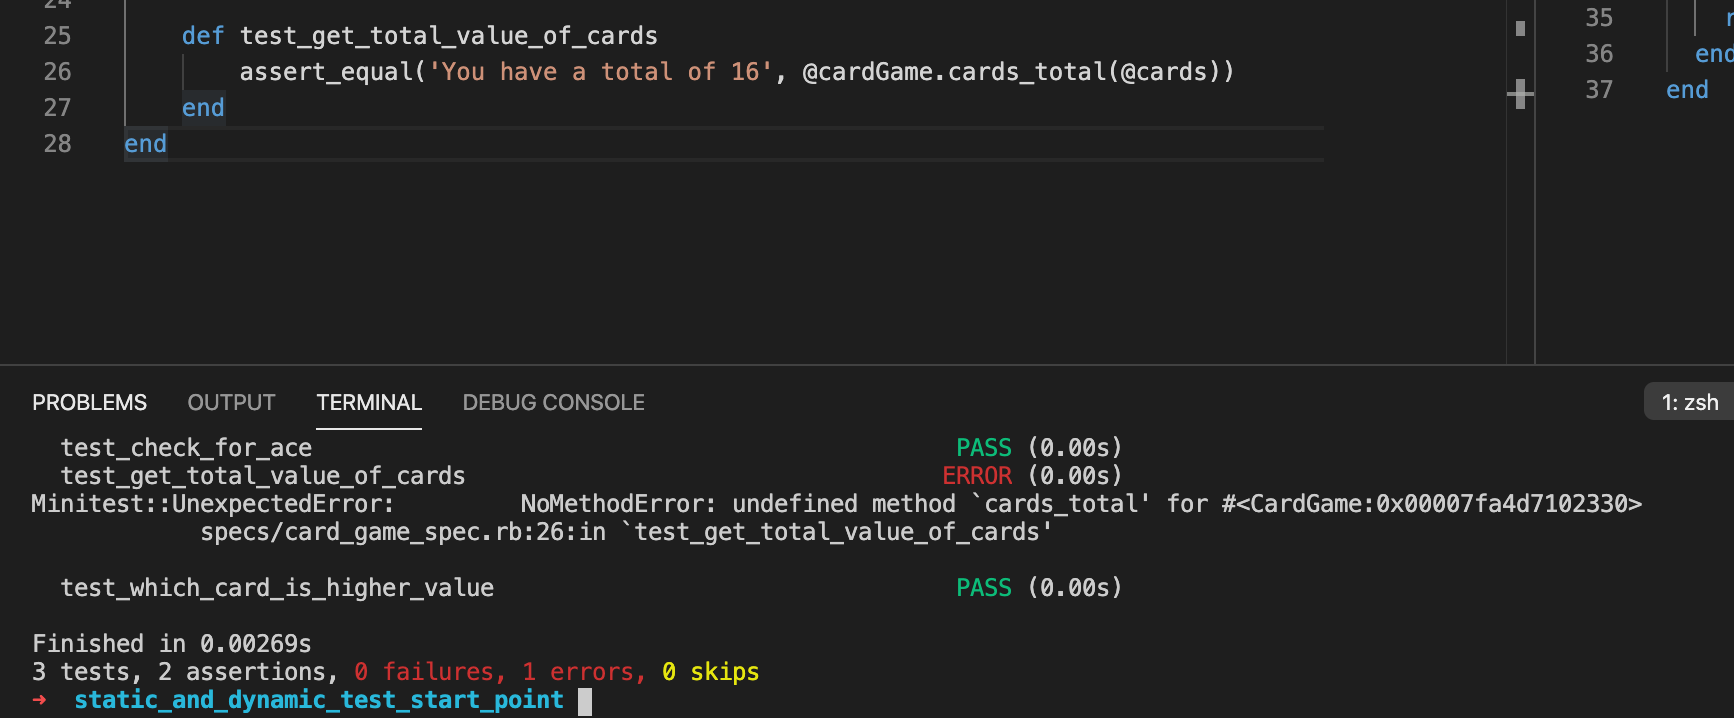 24
25 def test_get_total_value_of_cards
26 assert_equal('You have a total of 16', @cardGame.cards_total(@cards))
27 end
28 end
35
36 end
37 end
PROBLEMS OUTPUT TERMINAL DEBUG CONSOLE 1: zsh
test_check_for_ace PASS (0.00s)
test_get_total_value_of_cards ERROR (0.00s)
Minitest::UnexpectedError: NoMethodError: undefined method `cards_total' for #<CardGame:0x00007fa4d7102330>
specs/card_game_spec.rb:26:in `test_get_total_value_of_cards'
test_which_card_is_higher_value PASS (0.00s)
Finished in 0.00269s
3 tests, 2 assertions, 0 failures, 1 errors, 0 skips
➜ static_and_dynamic_test_start_point